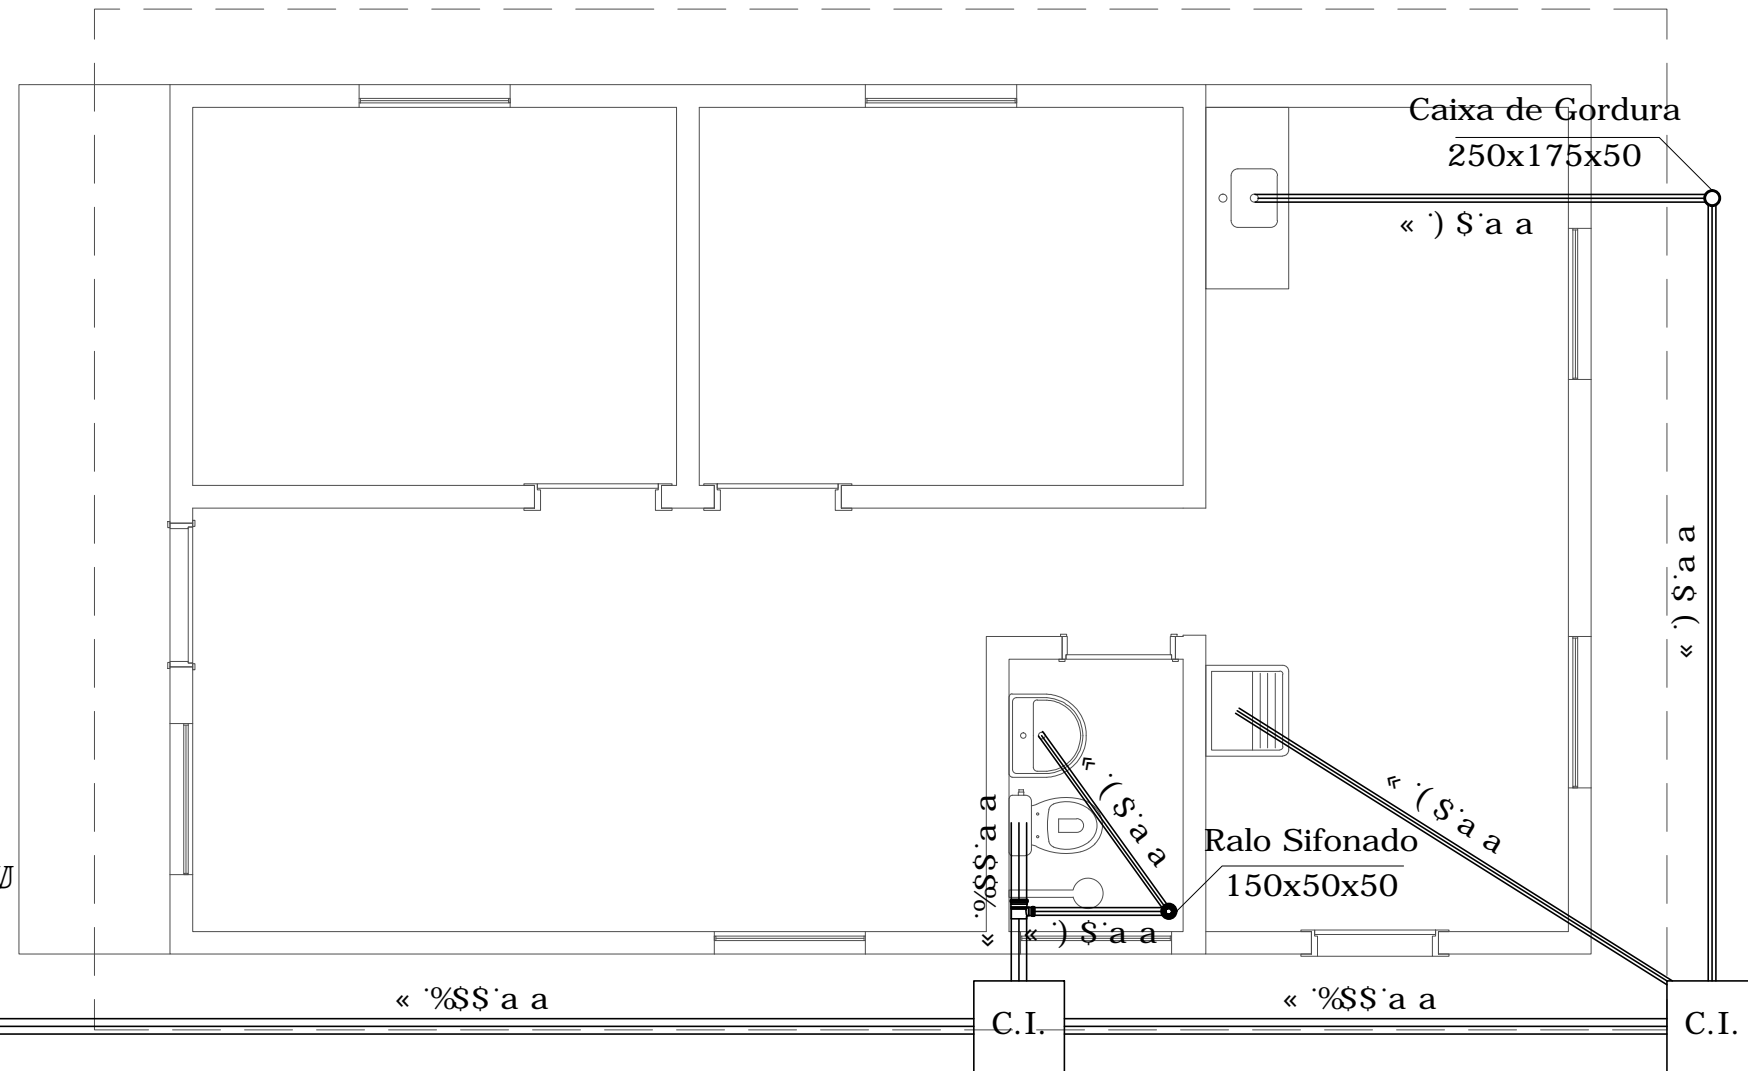 Caixa de Gordura
250x175x50
« ˙) $˙a a
« ˙) $˙a a
« ˙( $˙a a
« ˙( $˙a a
Ralo Sifonado
150x50x50
« ˙%$$˙a a
« ˙) $˙a a
« ˙%$$˙a a
« ˙%$$˙a a
C.I.
C.I.